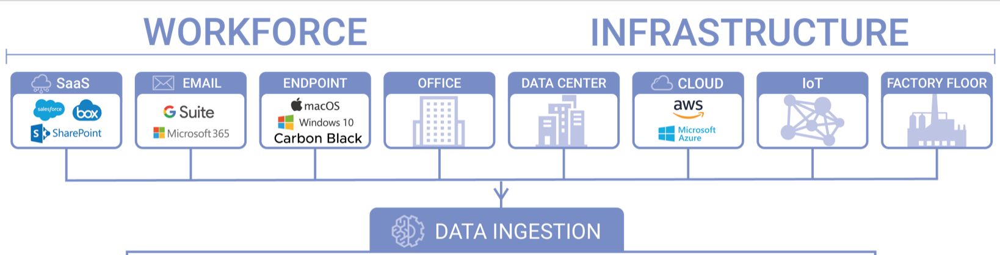 WORKFORCE
INFRASTRUCTURE
SaaS
salesforce
box
S
SharePoint
EMAIL
G Suite
Microsoft 365
ENDPOINT
macOS
Windows 10
Carbon Black
OFFICE
DATA CENTER
CLOUD
aws
Microsoft
Azure
IoT
FACTORY FLOOR
DATA INGESTION